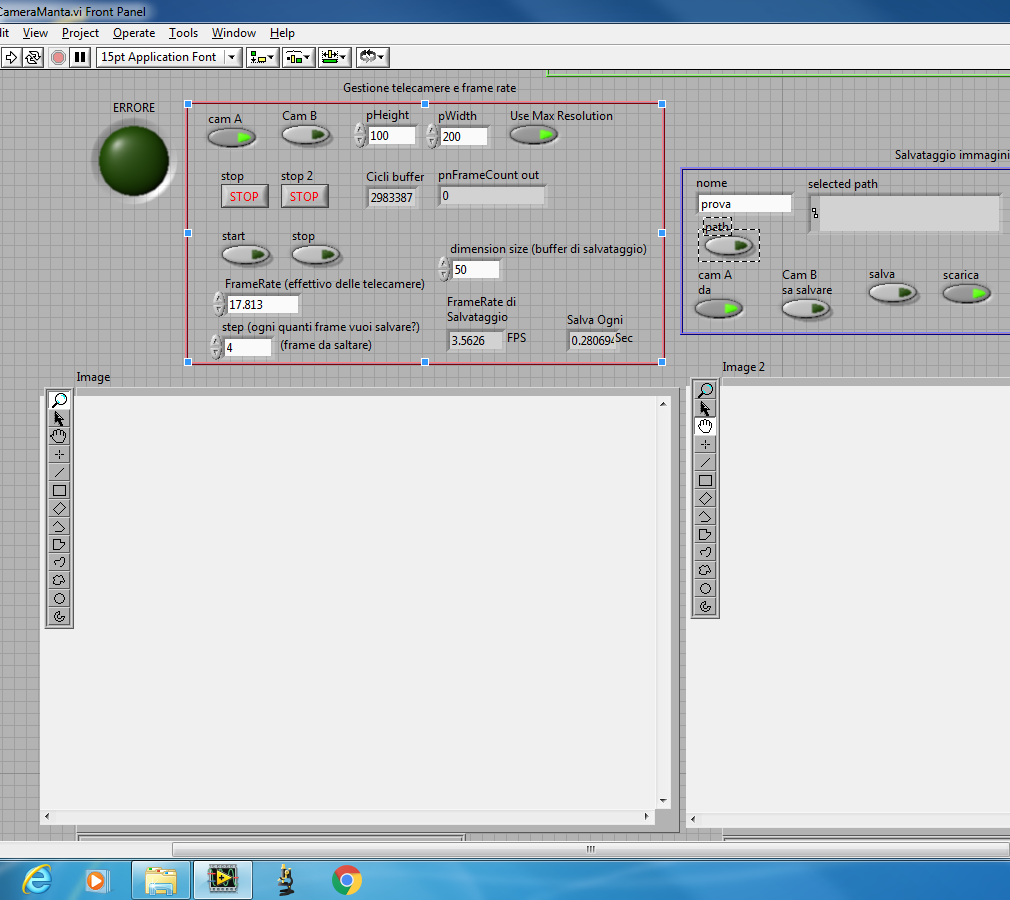 CameraManta.vi Front Panel
View Project Operate Tools Window Help
15pt Application Font
Gestione telecamere e frame rate
ERRORE
cam A
Cam B
pHeight
100
pWidth
200
Use Max Resolution
stop
STOP
stop 2
STOP
Cicli buffer
2983387
pnFrameCount out
0
start
stop
dimension size (buffer di salvataggio)
50
FrameRate (effettivo delle telecamere)
17.813
step (ogni quanti frame vuoi salvare?)
4
(frame da saltare)
FrameRate di
Salvataggio
3.5626
FPS
Salva Ogni
0.28069
Sec
Salvataggio immagini
nome
prova
selected path
path
cam A
da
Cam B
sa salvare
salva
scarica
Image
Image 2